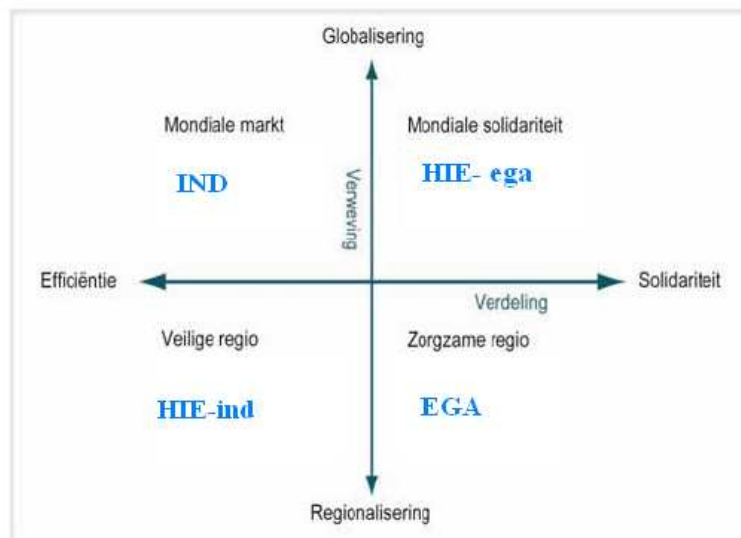 Globalisering
Mondiale markt
Mondiale solidariteit
IND
HIE- ega
Verweving
Efficiëntie
Solidariteit
Verdeling
Veilige regio
Zorgzame regio
HIE-ind
EGA
Regionalisering